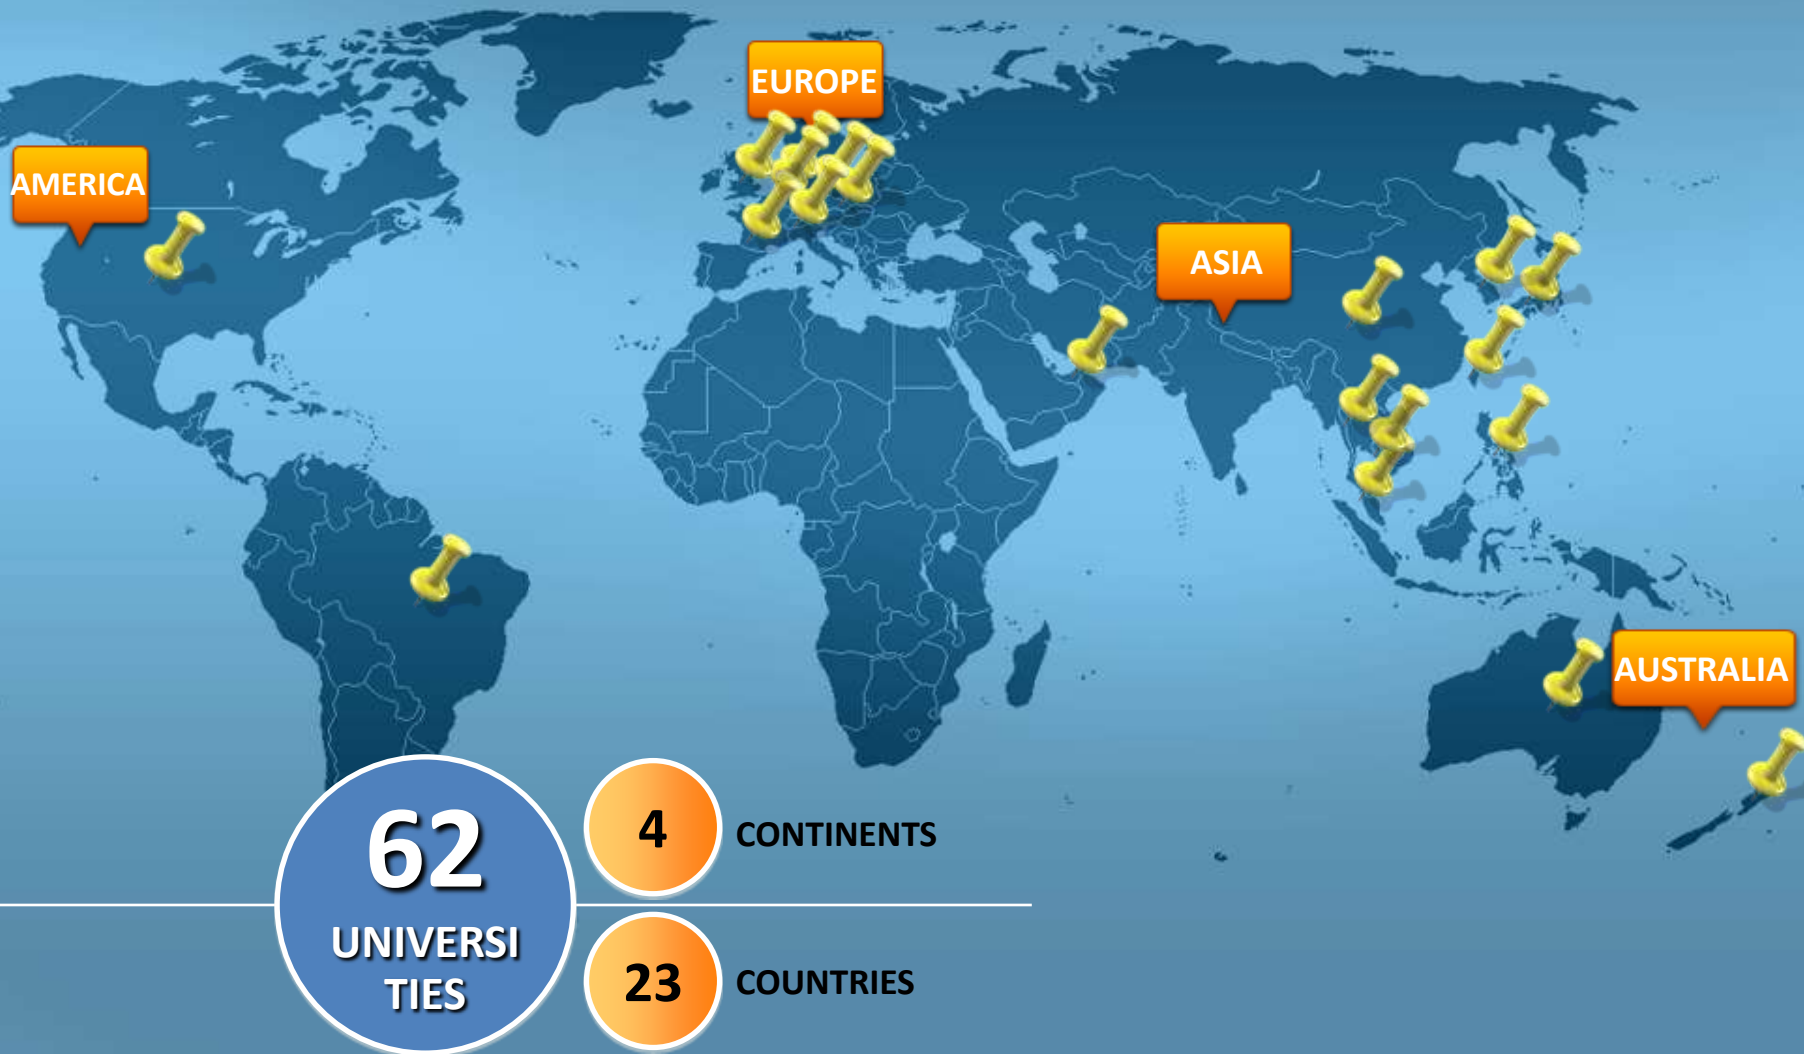 EUROPE
AMERICA
ASIA
AUSTRALIA
62
UNIVERSI
TIES
4
CONTINENTS
23
COUNTRIES